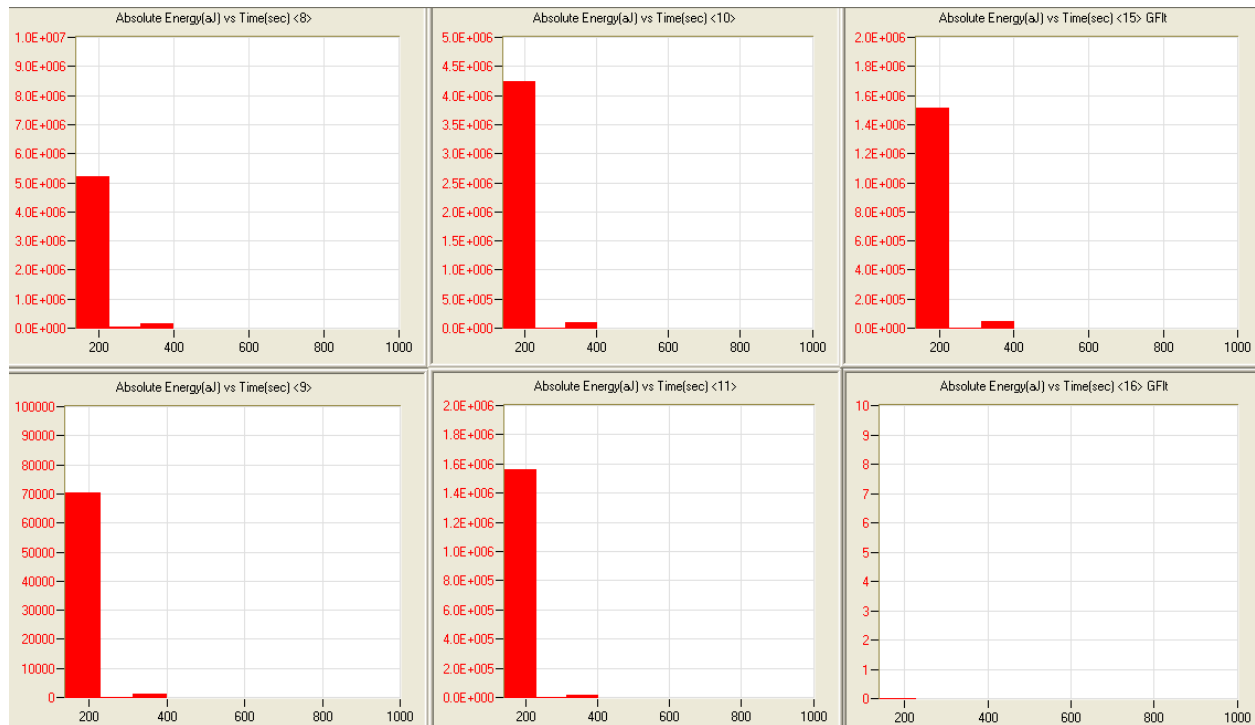 Absolute Energy(aJ) vs Time(sec) <8>
1.0E+007
9.0E+006
8.0E+006
7.0E+006
6.0E+006
5.0E+006
4.0E+006
3.0E+006
2.0E+006
1.0E+006
0.0E+000
200 400 600 800 1000
Absolute Energy(aJ) vs Time(sec) <10>
5.0E+006
4.5E+006
4.0E+006
3.5E+006
3.0E+006
2.5E+006
2.0E+006
1.5E+006
1.0E+006
5.0E+005
0.0E+000
200 400 600 800 1000
Absolute Energy(aJ) vs Time(sec) <15> GFlt
2.0E+006
1.8E+006
1.6E+006
1.4E+006
1.2E+006
1.0E+006
8.0E+005
6.0E+005
4.0E+005
2.0E+005
0.0E+000
200 400 600 800 1000
Absolute Energy(aJ) vs Time(sec) <9>
100000
90000
80000
70000
60000
50000
40000
30000
20000
10000
0
200 400 600 800 1000
Absolute Energy(aJ) vs Time(sec) <11>
2.0E+006
1.8E+006
1.6E+006
1.4E+006
1.2E+006
1.0E+006
8.0E+005
6.0E+005
4.0E+005
2.0E+005
0.0E+000
200 400 600 800 1000
Absolute Energy(aJ) vs Time(sec) <16> GFlt
10
9
8
7
6
5
4
3
2
1
0
200 400 600 800 1000